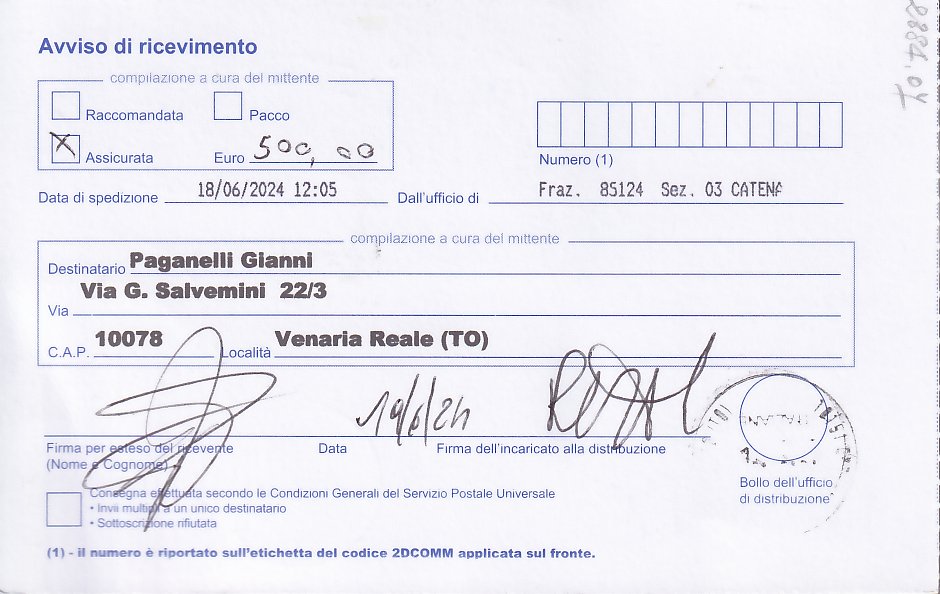 Avviso di ricevimento
compilazione a cura del mittente
Raccomandata Pacco
X Assicurata Euro 500,00
Numero (1)
Data di spedizione 18/06/2024 12:05 Dall'ufficio di Fraz. 85124 Sez. 03 CATENA
compilazione a cura del mittente
Destinatario Paganelli Gianni
Via Via G. Salvemini 22/3
C.A.P. 10078 Località Venaria Reale (TO)
19/6/24
Firma per esteso del ricevente Data Firma dell'incaricato alla distribuzione
(Nome e Cognome)
Bollo dell'ufficio
di distribuzione
Consegna effettuata secondo le Condizioni Generali del Servizio Postale Universale
• Invii multipli a un unico destinatario
• Sottoscrizione rifiutata
(1) - il numero è riportato sull'etichetta del codice 2DCOMM applicata sul fronte.